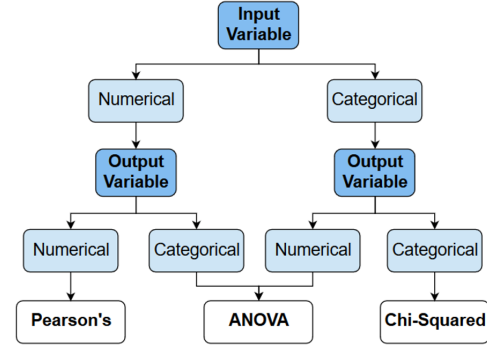 Input
Variable
Numerical
Categorical
Output
Variable
Output
Variable
Numerical
Categorical
Numerical
Categorical
Pearson's
ANOVA
Chi-Squared